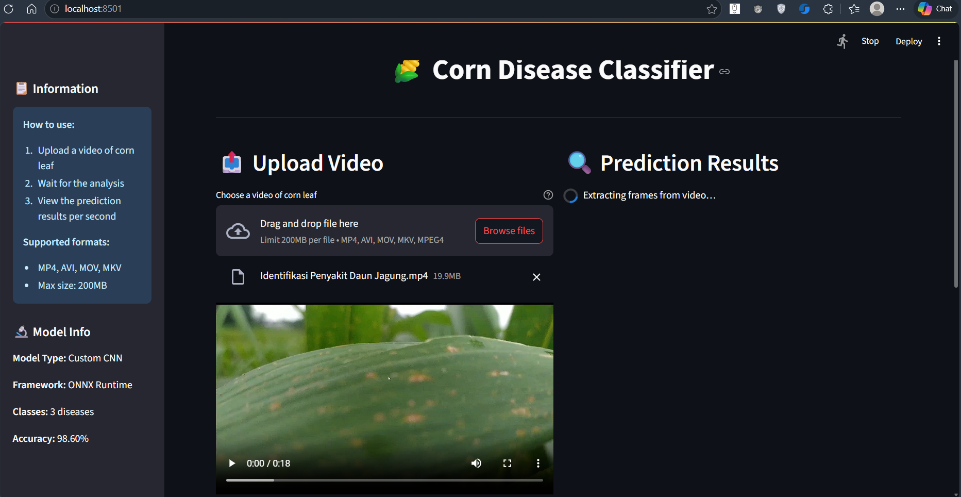 localhost:8501
Chat
Stop
Deploy
Information
How to use:
1. Upload a video of corn
leaf
2. Wait for the analysis
3. View the prediction
results per second
Supported formats:
• MP4, AVI, MOV, MKV
• Max size: 200MB
Model Info
Model Type: Custom CNN
Framework: ONNX Runtime
Classes: 3 diseases
Accuracy: 98.60%
Corn Disease Classifier
Upload Video
Choose a video of corn leaf
Drag and drop file here
Limit 200MB per file • MP4, AVI, MOV, MKV, MPEG4
Browse files
Identifikasi Penyakit Daun Jagung.mp4 19.9MB
0:00 / 0:18
Prediction Results
Extracting frames from video...